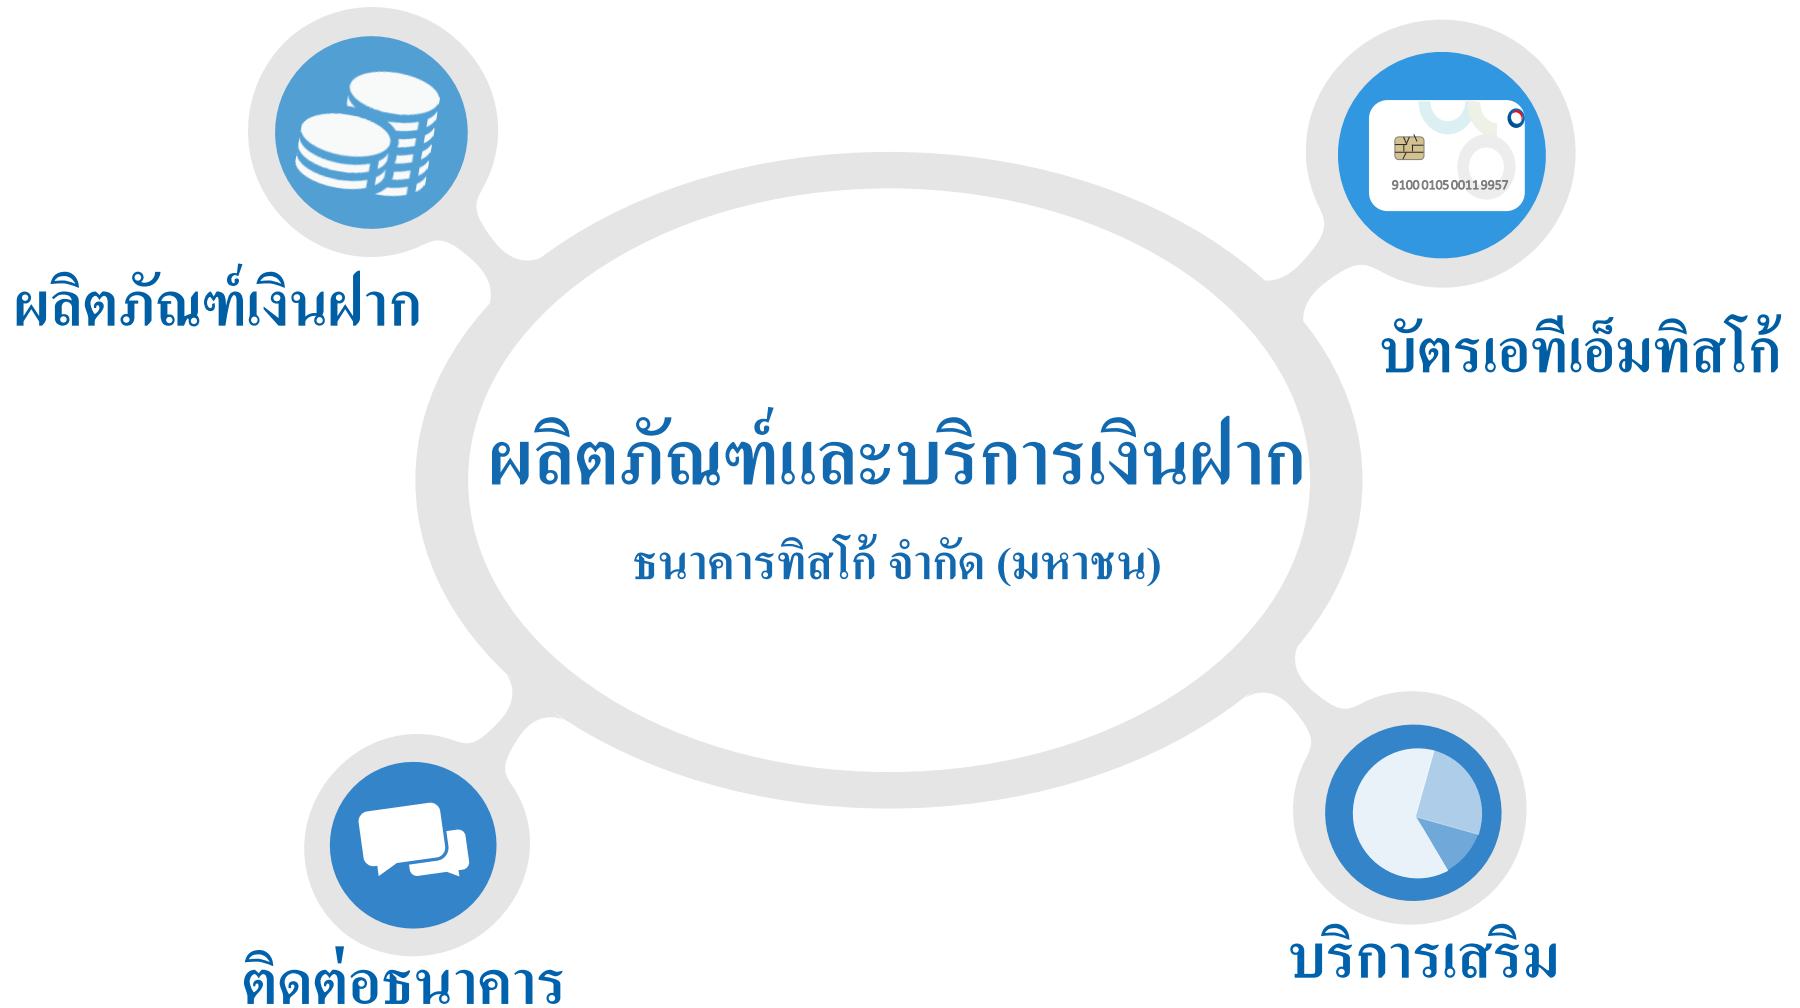 9100 0105 0011 9957
ผลิตภัณฑ์เงินฝาก
บัตรเอทีเอ็มทิสโก้
ผลิตภัณฑ์และบริการเงินฝาก
ธนาคารทิสโก้ จำกัด (มหาชน)
บริการเสริม
ติดต่อธนาคาร